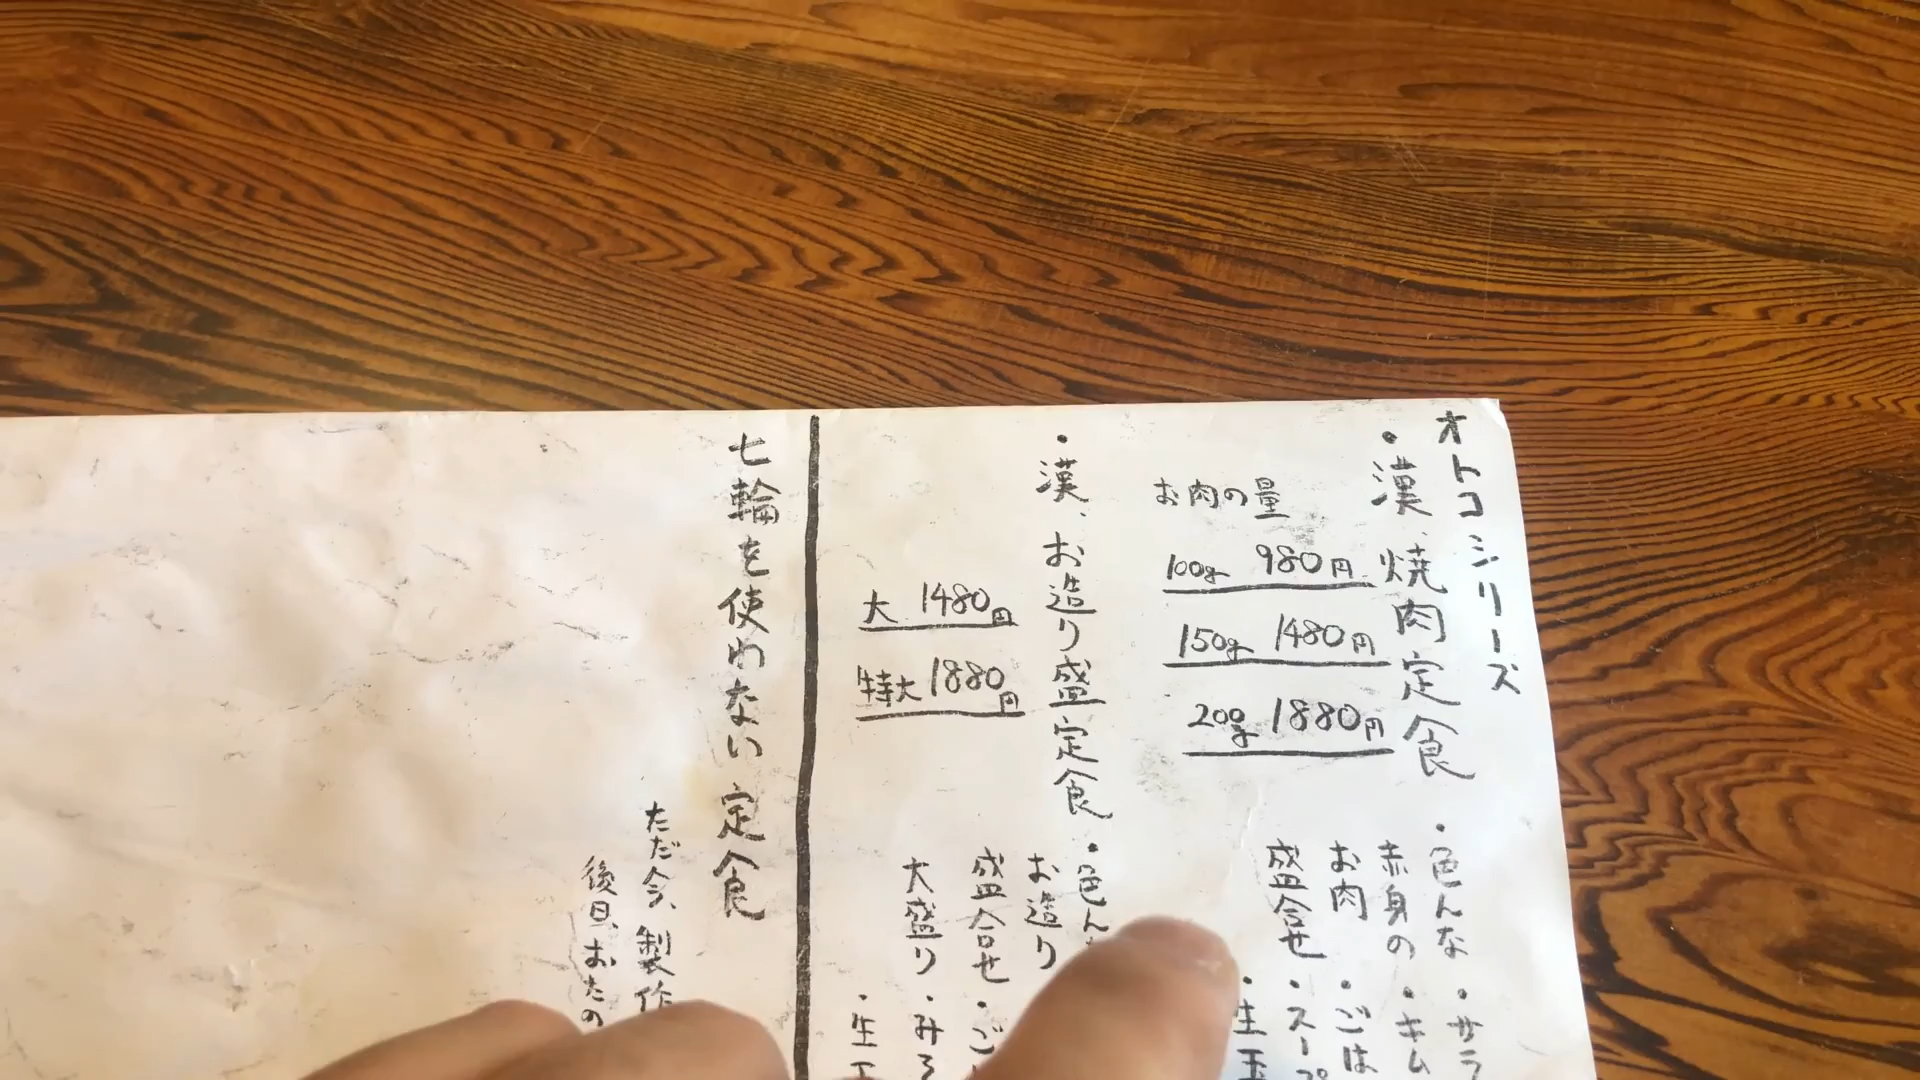 オトコシリーズ
・漢、焼肉定食
お肉の量
100g 980円
150g 1480円
200g 1880円
・色んな
赤身の
お肉
盛合せ
・サラ
・キム
・ごは
・スープ
・生玉
・漢、お造り盛定食
大 1480円
特大 1880円
・色ん
お造り
盛合せ
大盛り
・ご
・みそ
・生
七輪を使わない定食
ただ今、製作
後日、おたの